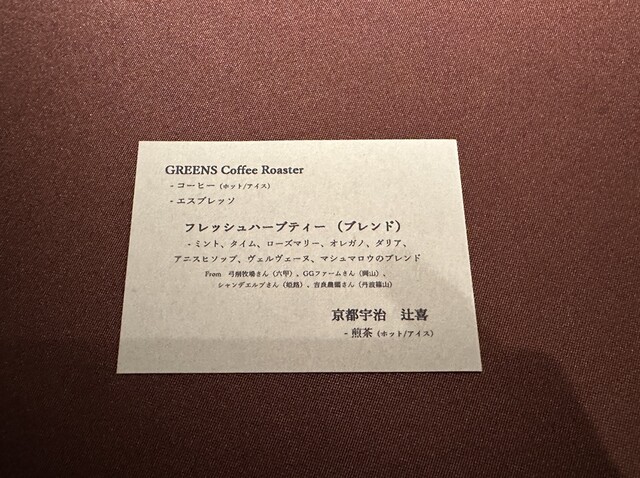 GREENS Coffee Roaster
- コーヒー（ホット/アイス）
- エスプレッソ
フレッシュハーブティー（ブレンド）
- ミント、タイム、ローズマリー、オレガノ、ダリア、
アニスヒソップ、ヴェルヴェーヌ、マシュマロウのブレンド
From　弓削牧場さん（六甲）、GGファームさん（岡山）、
シャンデエルブさん（姫路）、吉良農園さん（丹波篠山）
京都宇治　辻喜
- 煎茶（ホット/アイス）